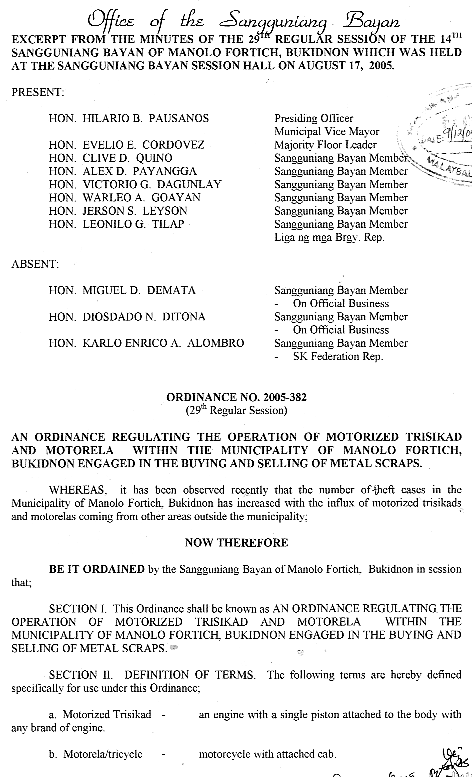 Office of the Sangguniang Bayan
EXCERPT FROM THE MINUTES OF THE 29th REGULAR SESSION OF THE 14TH
SANGGUNIANG BAYAN OF MANOLO FORTICH, BUKIDNON WHICH WAS HELD
AT THE SANGGUNIANG BAYAN SESSION HALL ON AUGUST 17, 2005.
PRESENT:
HON. HILARIO B. PAUSANOS Presiding Officer
Municipal Vice Mayor
HON. EVELIO E. CORDOVEZ Majority Floor Leader
HON. CLIVE D. QUINO Sangguniang Bayan Member
HON. ALEX D. PAYANGGA Sangguniang Bayan Member
HON. VICTORIO G. DAGUNLAY Sangguniang Bayan Member
HON. WARLEO A. GOAYAN Sangguniang Bayan Member
HON. JERSON S. LEYSON Sangguniang Bayan Member
HON. LEONILO G. TILAP Sangguniang Bayan Member
Liga ng mga Brgy. Rep.
ABSENT:
HON. MIGUEL D. DEMATA Sangguniang Bayan Member
- On Official Business
HON. DIOSDADO N. DITONA Sangguniang Bayan Member
- On Official Business
HON. KARLO ENRICO A. ALOMBRO Sangguniang Bayan Member
- SK Federation Rep.
ORDINANCE NO. 2005-382
(29th Regular Session)
AN ORDINANCE REGULATING THE OPERATION OF MOTORIZED TRISIKAD
AND MOTORELA WITHIN THE MUNICIPALITY OF MANOLO FORTICH,
BUKIDNON ENGAGED IN THE BUYING AND SELLING OF METAL SCRAPS.
WHEREAS, it has been observed recently that the number of theft cases in the
Municipality of Manolo Fortich, Bukidnon has increased with the influx of motorized trisikads
and motorelas coming from other areas outside the municipality;
NOW THEREFORE
BE IT ORDAINED by the Sangguniang Bayan of Manolo Fortich, Bukidnon in session
that;
SECTION I. This Ordinance shall be known as AN ORDINANCE REGULATING THE
OPERATION OF MOTORIZED TRISIKAD AND MOTORELA WITHIN THE
MUNICIPALITY OF MANOLO FORTICH, BUKIDNON ENGAGED IN THE BUYING AND
SELLING OF METAL SCRAPS.
SECTION II. DEFINITION OF TERMS. The following terms are hereby defined
specifically for use under this Ordinance;
a. Motorized Trisikad - an engine with a single piston attached to the body with
any brand of engine.
b. Motorela/tricycle - motorcycle with attached cab.